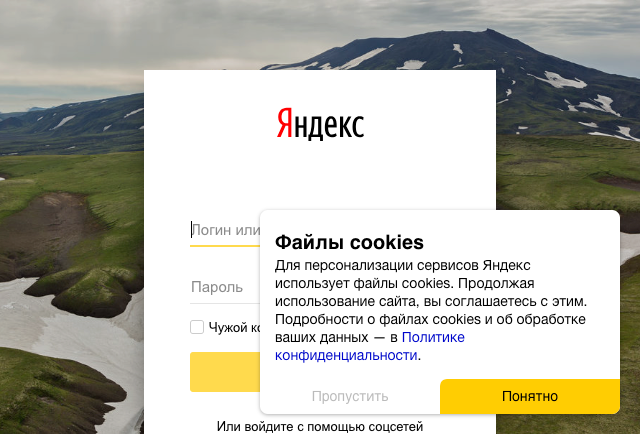 Яндекс
Логин или
Пароль
Чужой
Или войдите с помощью соцсетей
Файлы cookies
Для персонализации сервисов Яндекс
использует файлы cookies. Продолжая
использование сайта, вы соглашаетесь с этим.
Подробности о файлах cookies и об обработке
ваших данных — в Политике
конфиденциальности.
Пропустить
Понятно